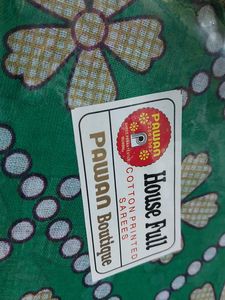 PAWAN
House Full
COTTON PRINTED
SAREES
PAWAN Boutique